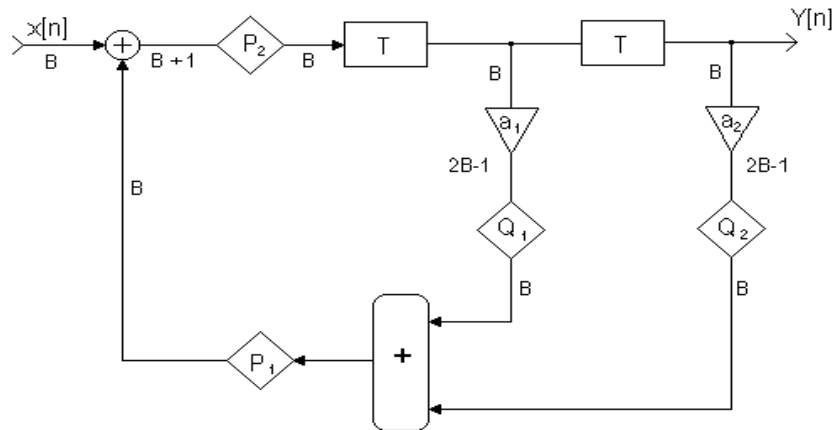 x[n]
Y[n]
B
+
B + 1
P₂
B
T
T
B
B
a₁
a₂
2B-1
2B-1
B
Q₁
Q₂
B
B
P₁
+